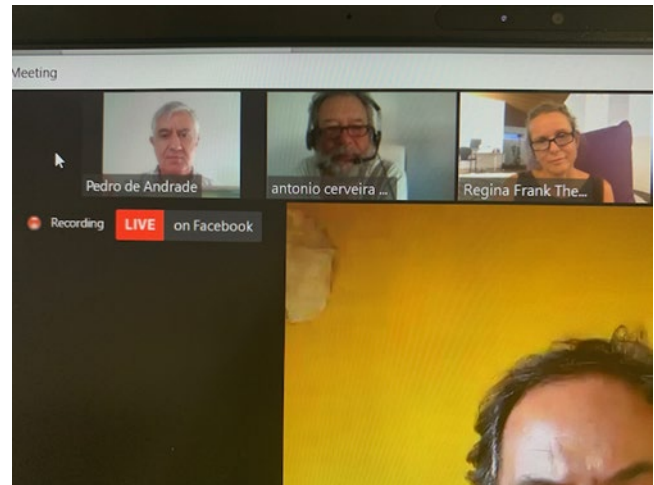 Meeting
Pedro de Andrade
antonio cerveira ...
Regina Frank The...
Recording
LIVE on Facebook